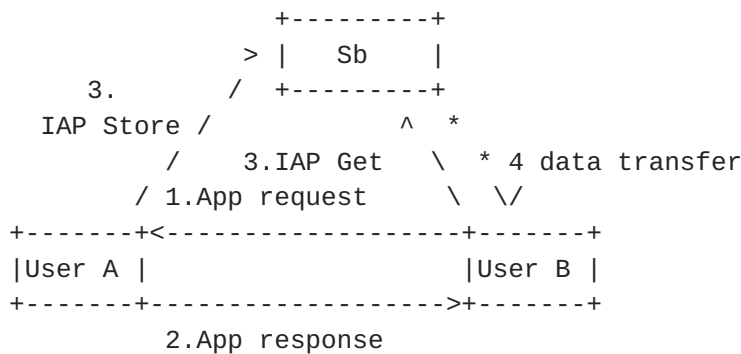 +---------+
               > |   Sb    |
     3.       /  +---------+
  IAP Store /            ^  *
          /    3.IAP Get   \  * 4 data transfer
        / 1.App request     \  \/
+-------+<-------------------+-------+
|User A |                    |User B |
+-------+------------------->+-------+
          2.App response